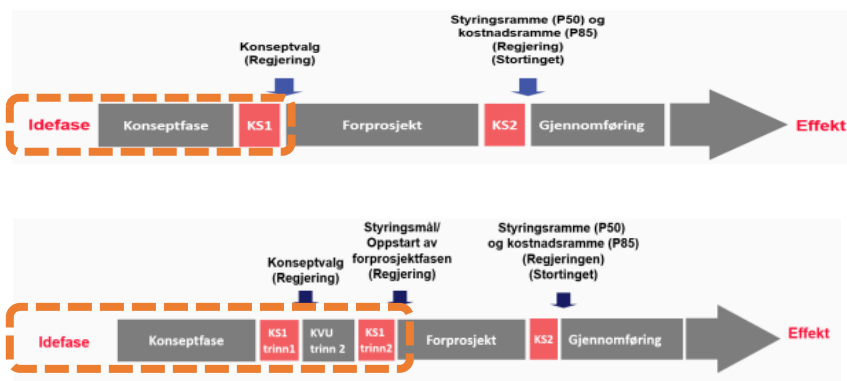 Styringsramme (P50) og
kostnadsramme (P85)
(Regjering)
(Stortinget)
Konseptvalg
(Regjering)
Idefase
Konseptfase
KS1
Forprosjekt
KS2
Gjennomføring
Effekt
Styringsmål/
Oppstart av
forprosjektfasen
(Regjering)
Styringsramme (P50)
og kostnadsramme (P85)
(Regjeringen)
(Stortinget)
Konseptvalg
(Regjering)
Idefase
Konseptfase
KS1
trinn1
KVU
trinn 2
KS1
trinn2
Forprosjekt
KS2
Gjennomføring
Effekt